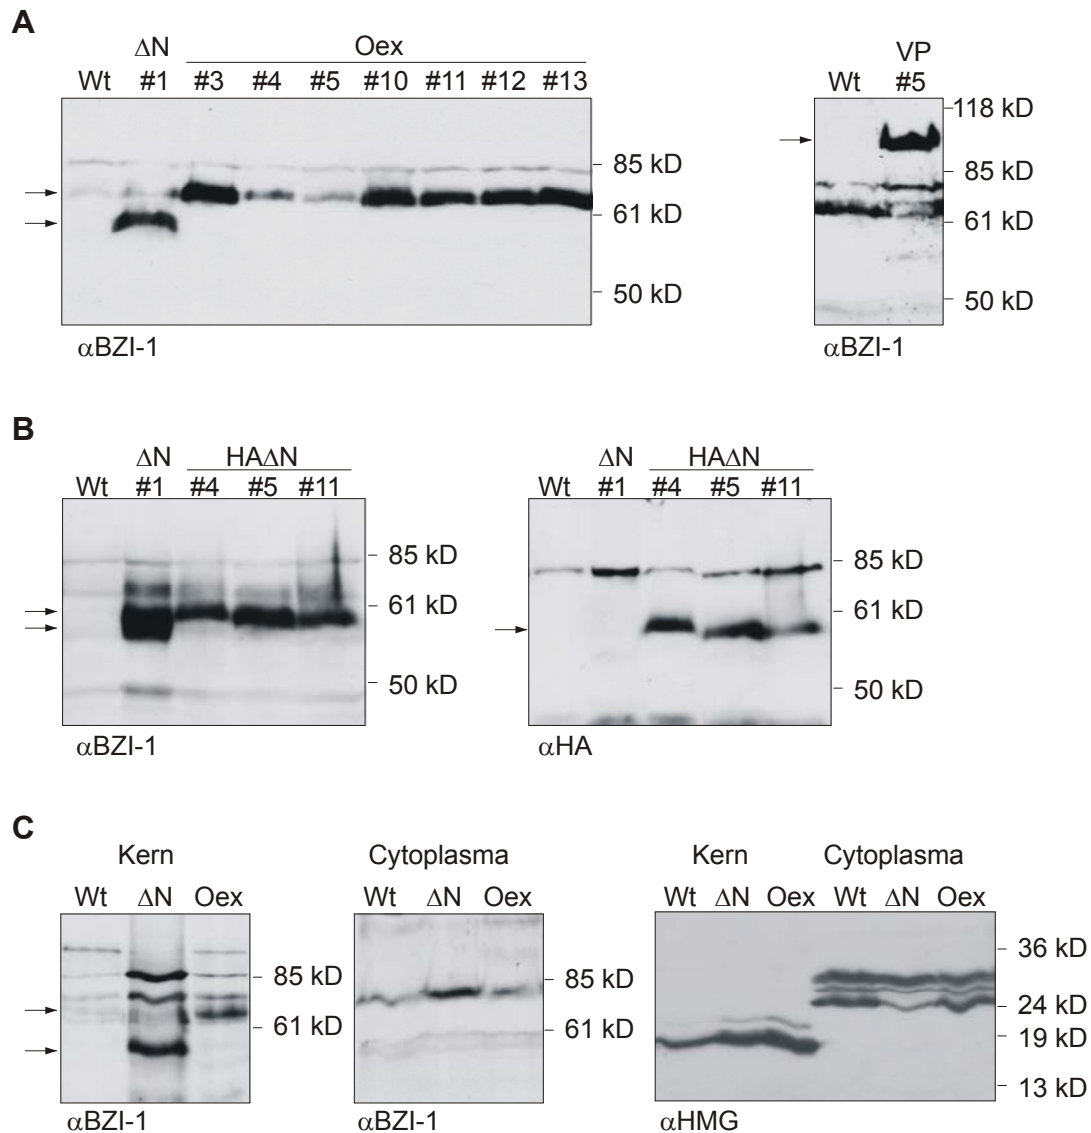 A
ΔN Oex
Wt #1 #3 #4 #5 #10 #11 #12 #13
85 kD
61 kD
50 kD
αBZI-1
VP
Wt #5
118 kD
85 kD
61 kD
50 kD
αBZI-1
B
ΔN HAΔN
Wt #1 #4 #5 #11
85 kD
61 kD
50 kD
αBZI-1
ΔN HAΔN
Wt #1 #4 #5 #11
85 kD
61 kD
50 kD
αHA
C
Kern
Wt ΔN Oex
85 kD
61 kD
αBZI-1
Cytoplasma
Wt ΔN Oex
85 kD
61 kD
αBZI-1
Kern Cytoplasma
Wt ΔN Oex Wt ΔN Oex
36 kD
24 kD
19 kD
13 kD
αHMG